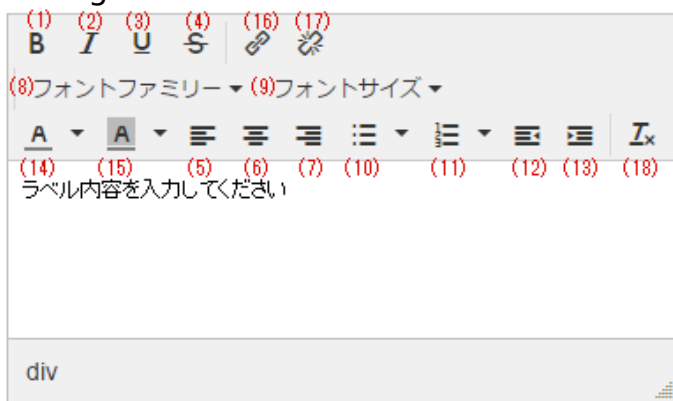 (1) (2) (3) (4) (16) (17)
B I U S
(8)フォントファミリー (9)フォントサイズ
A A
(14) (15) (5) (6) (7) (10) (11) (12) (13) (18)
ラベル内容を入力してください
div